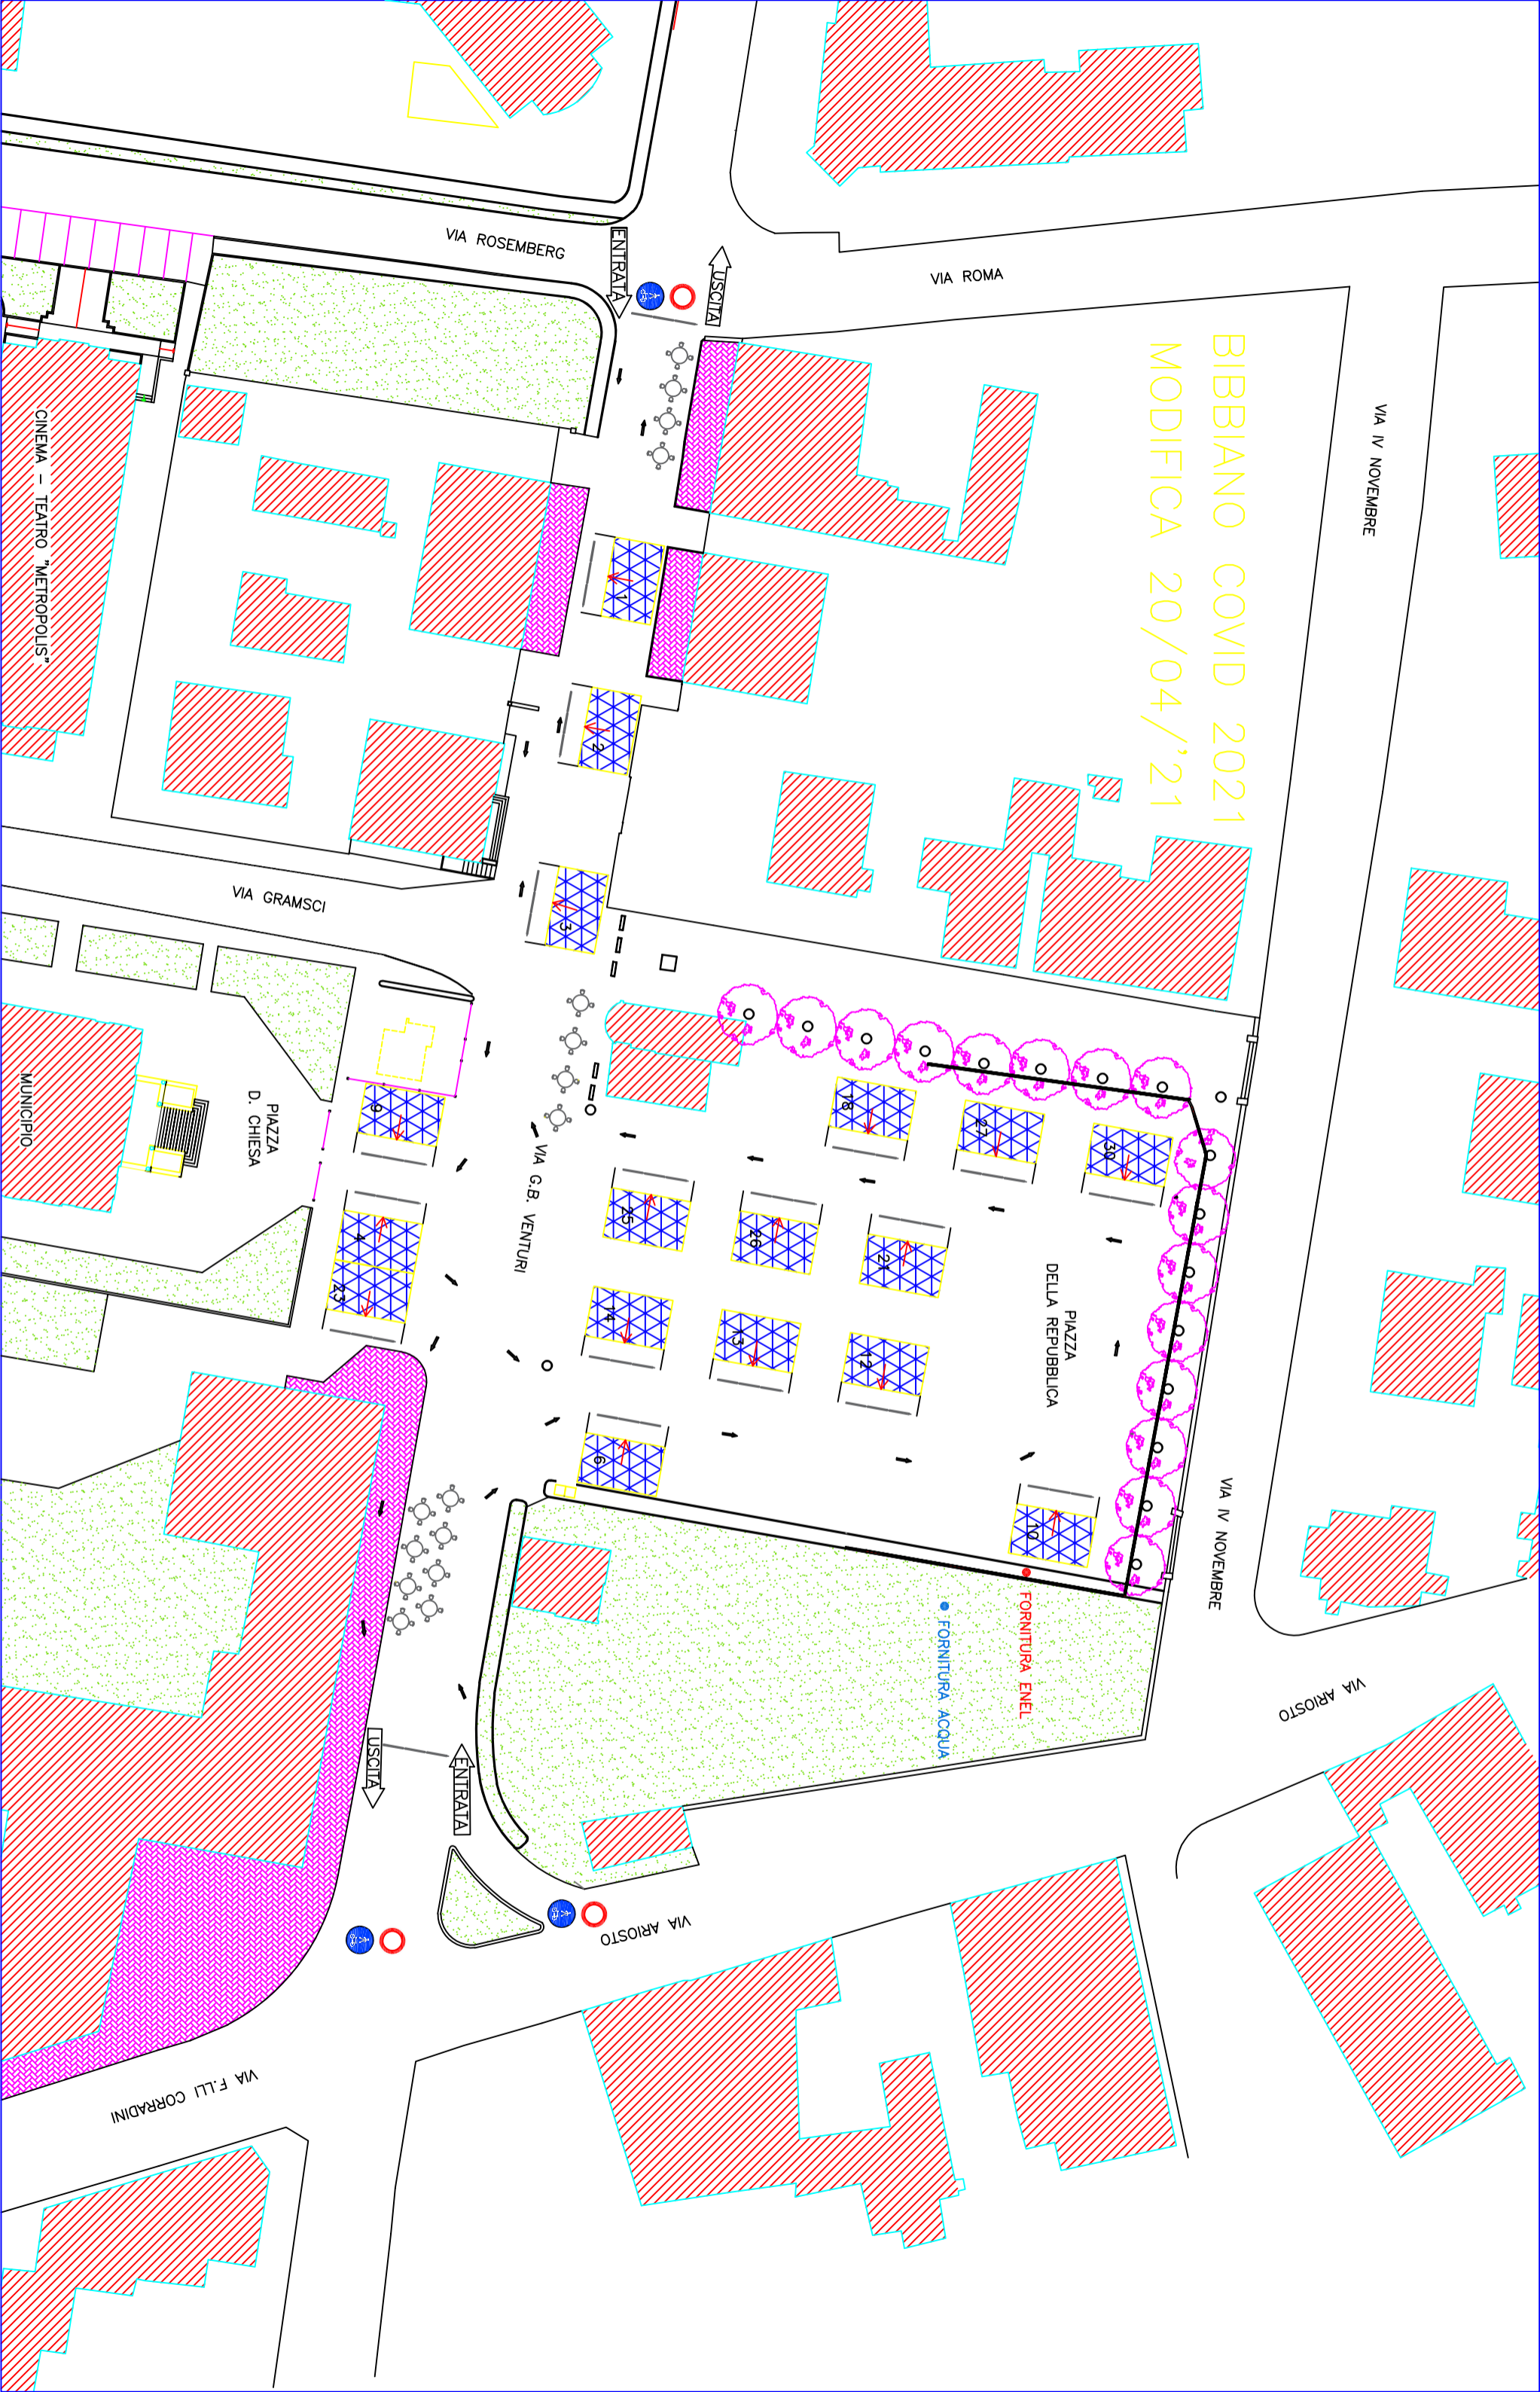 BIBBIANO COVID 2021
MODIFICA 20/04/'21
VIA ROSEMBERG
ENTRATA
USCITA
VIA ROMA
VIA IV NOVEMBRE
CINEMA - TEATRO "METROPOLIS"
1
2
3
VIA GRAMSCI
MUNICIPIO
PIAZZA
D. CHIESA
9
4
23
VIA G.B. VENTURI
18
27
30
25
26
21
14
13
12
6
10
PIAZZA
DELLA REPUBBLICA
VIA IV NOVEMBRE
FORNITURA ENEL
FORNITURA ACQUA
VIA ARIOSTO
USCITA
ENTRATA
VIA ARIOSTO
VIA F.LLI CORRADINI